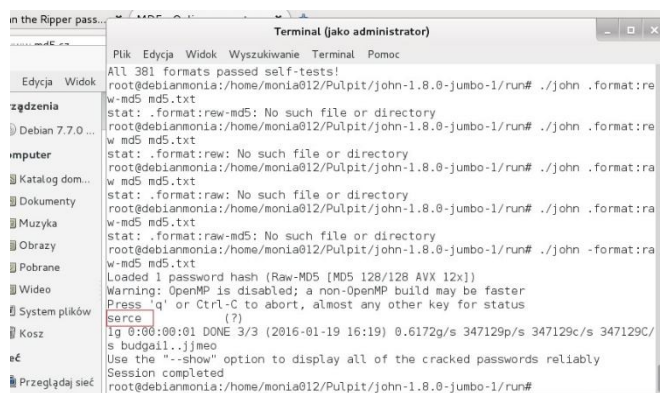 n the Ripper pass...
Terminal (jako administrator)
Plik Edycja Widok Wyszukiwanie Terminal Pomoc
Edycja Widok
rządzenia
Debian 7.7.0 ...
omputer
Katalog dom...
Dokumenty
Muzyka
Obrazy
Pobrane
Wideo
System plików
Kosz
eć
Przeglądaj sieć
All 381 formats passed self-tests!
root@debianmonia:/home/monia012/Pulpit/john-1.8.0-jumbo-1/run# ./john .format:re
w-md5 md5.txt
stat: .format:rew-md5: No such file or directory
root@debianmonia:/home/monia012/Pulpit/john-1.8.0-jumbo-1/run# ./john .format:re
w md5 md5.txt
stat: .format:rew: No such file or directory
root@debianmonia:/home/monia012/Pulpit/john-1.8.0-jumbo-1/run# ./john .format:ra
w md5 md5.txt
stat: .format:raw: No such file or directory
root@debianmonia:/home/monia012/Pulpit/john-1.8.0-jumbo-1/run# ./john .format:ra
w-md5 md5.txt
stat: .format:raw-md5: No such file or directory
root@debianmonia:/home/monia012/Pulpit/john-1.8.0-jumbo-1/run# ./john -format:ra
w-md5 md5.txt
Loaded 1 password hash (Raw-MD5 [MD5 128/128 AVX 12x])
Warning: OpenMP is disabled; a non-OpenMP build may be faster
Press 'q' or Ctrl-C to abort, almost any other key for status
serce (?)
1g 0:00:00:01 DONE 3/3 (2016-01-19 16:19) 0.6172g/s 347129p/s 347129c/s 347129C/
s budgail..jjmeo
Use the "--show" option to display all of the cracked passwords reliably
Session completed
root@debianmonia:/home/monia012/Pulpit/john-1.8.0-jumbo-1/run#